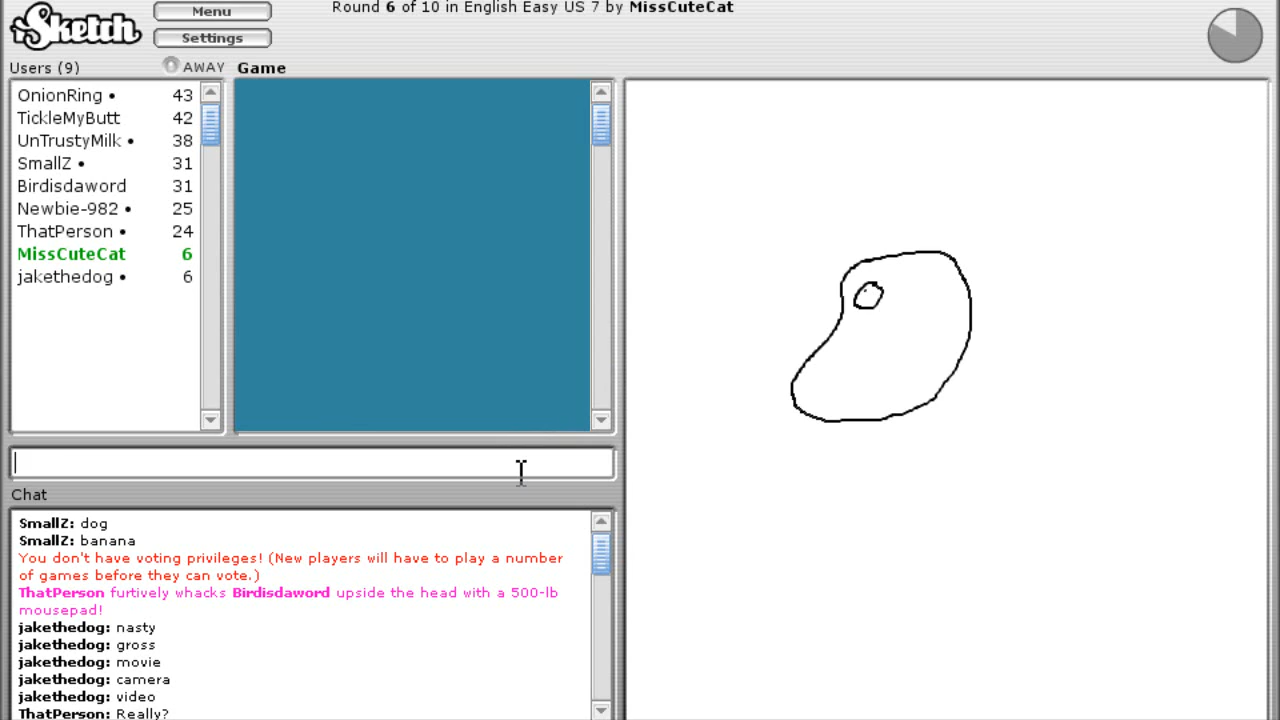 Round 6 of 10 in English Easy US 7 by MissCuteCat
iSketch
Menu
Settings
Users (9)
AWAY
Game
OnionRing • 43
TickleMyButt 42
UnTrustyMilk • 38
SmallZ • 31
Birdisdaword 31
Newbie-982 • 25
ThatPerson • 24
MissCuteCat 6
jakethedog • 6
Chat
SmallZ: dog
SmallZ: banana
You don't have voting privileges! (New players will have to play a number
of games before they can vote.)
ThatPerson furtively whacks Birdisdaword upside the head with a 500-lb
mousepad!
jakethedog: nasty
jakethedog: gross
jakethedog: movie
jakethedog: camera
jakethedog: video
ThatPerson: Really?